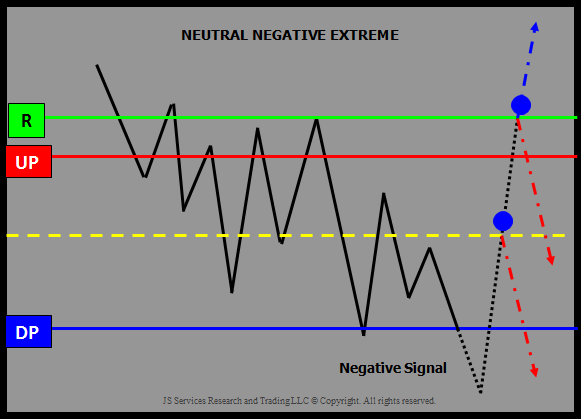 NEUTRAL NEGATIVE EXTREME
R
UP
DP
Negative Signal
JS Services Research and Trading LLC © Copyright. All rights reserved.